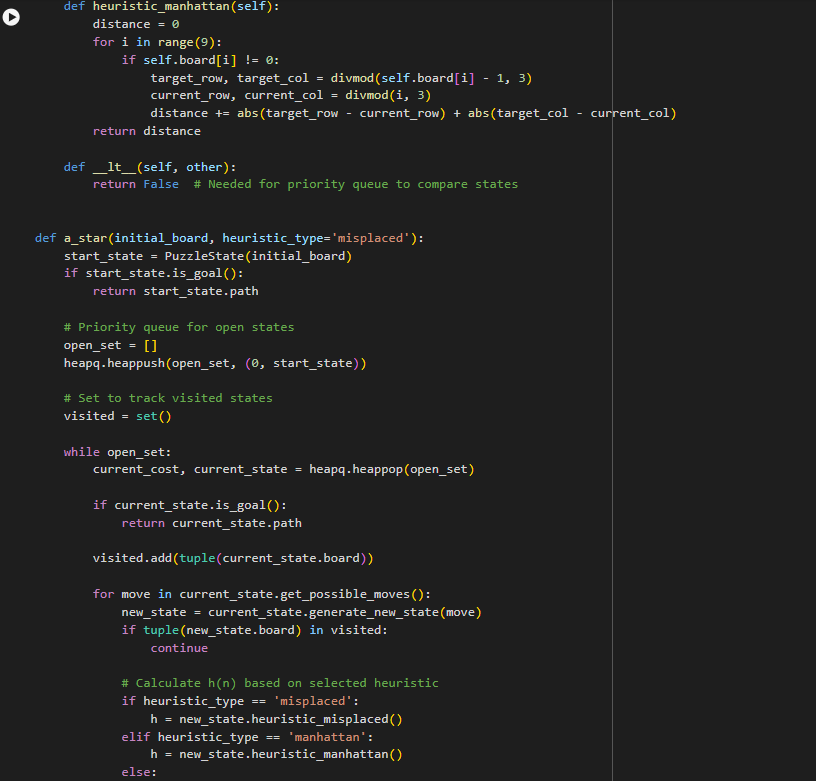 def heuristic_manhattan(self):
        distance = 0
        for i in range(9):
            if self.board[i] != 0:
                target_row, target_col = divmod(self.board[i] - 1, 3)
                current_row, current_col = divmod(i, 3)
                distance += abs(target_row - current_row) + abs(target_col - current_col)
        return distance

    def __lt__(self, other):
        return False  # Needed for priority queue to compare states


def a_star(initial_board, heuristic_type='misplaced'):
    start_state = PuzzleState(initial_board)
    if start_state.is_goal():
        return start_state.path

    # Priority queue for open states
    open_set = []
    heapq.heappush(open_set, (0, start_state))

    # Set to track visited states
    visited = set()

    while open_set:
        current_cost, current_state = heapq.heappop(open_set)

        if current_state.is_goal():
            return current_state.path

        visited.add(tuple(current_state.board))

        for move in current_state.get_possible_moves():
            new_state = current_state.generate_new_state(move)
            if tuple(new_state.board) in visited:
                continue

            # Calculate h(n) based on selected heuristic
            if heuristic_type == 'misplaced':
                h = new_state.heuristic_misplaced()
            elif heuristic_type == 'manhattan':
                h = new_state.heuristic_manhattan()
            else: